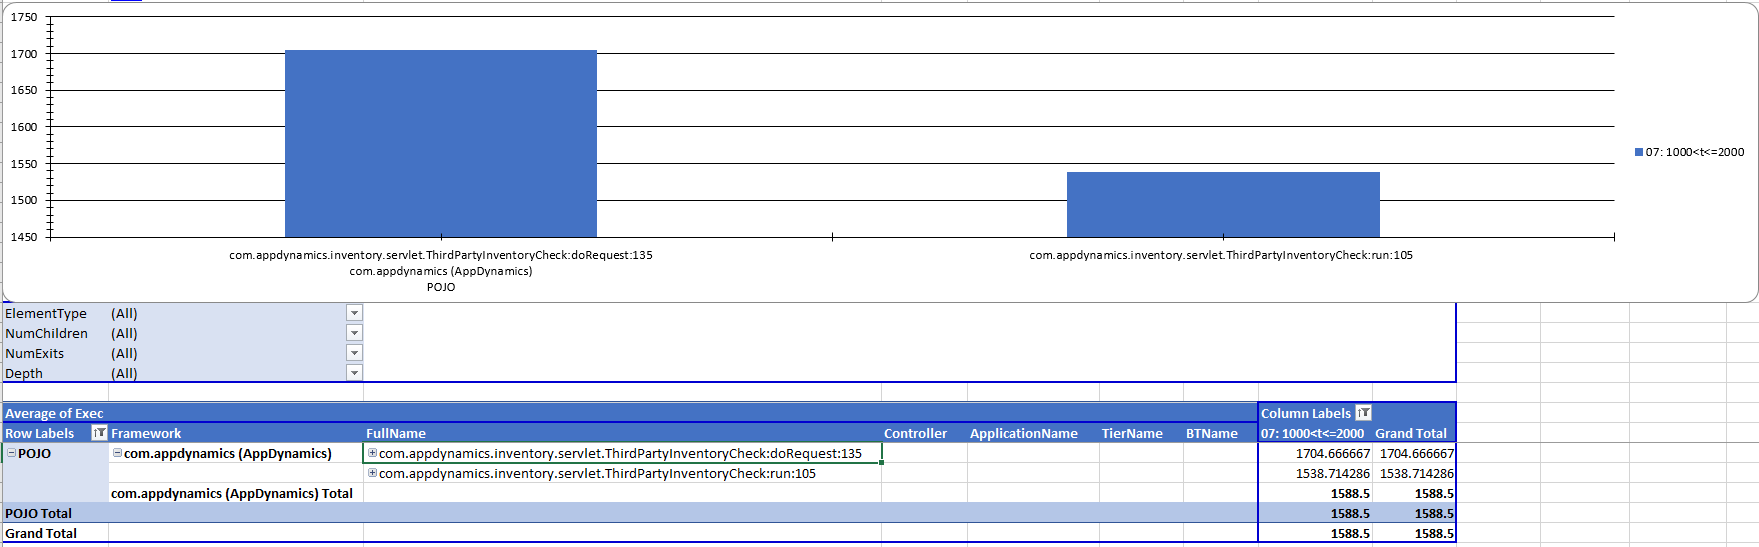 1750
1700
1650
1600
1550
1500
1450
07: 1000<t<=2000
com.appdynamics.inventory.servlet.ThirdPartyInventoryCheck:doRequest:135
com.appdynamics (AppDynamics)
POJO
com.appdynamics.inventory.servlet.ThirdPartyInventoryCheck:run:105
ElementType (All)
NumChildren (All)
NumExits (All)
Depth (All)
Average of Exec Column Labels
Row Labels Framework FullName Controller ApplicationName TierName BTName 07: 1000<t<=2000 Grand Total
POJO com.appdynamics (AppDynamics) com.appdynamics.inventory.servlet.ThirdPartyInventoryCheck:doRequest:135 1704.666667 1704.666667
com.appdynamics.inventory.servlet.ThirdPartyInventoryCheck:run:105 1538.714286 1538.714286
com.appdynamics (AppDynamics) Total 1588.5 1588.5
POJO Total 1588.5 1588.5
Grand Total 1588.5 1588.5